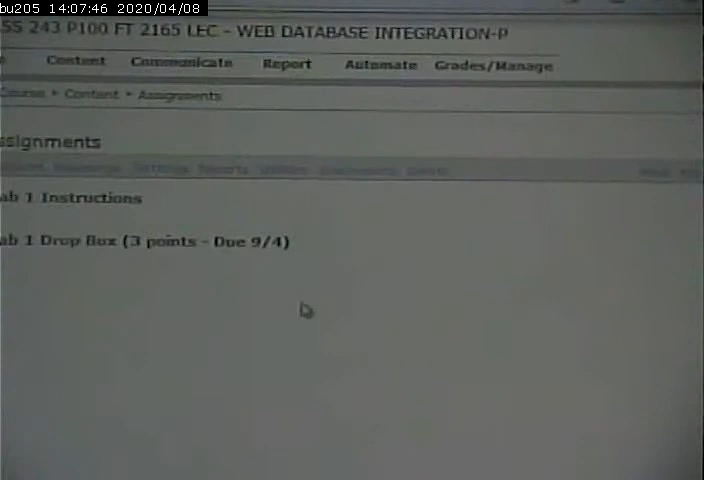 bu205 14:07:46 2020/04/08
SS 243 P100 FT 2165 LEC - WEB DATABASE INTEGRATION-P
Content Communicate Report Automate Grades/Manage
Course Content Assignments
ssignments
ab 1 Instructions
ab 1 Drop Box (3 points - Due 9/4)